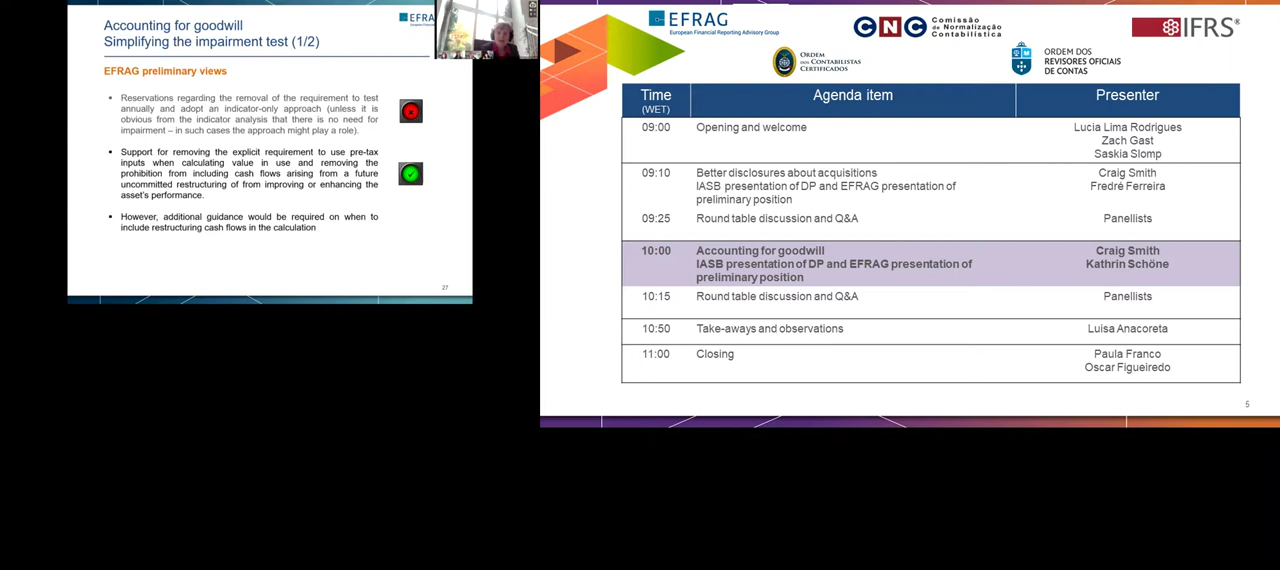 Accounting for goodwill
Simplifying the impairment test (1/2)
EFRAG preliminary views
• Reservations regarding the removal of the requirement to test
annually and adopt an indicator-only approach (unless it is
obvious from the indicator analysis that there is no need for
impairment – in such cases the approach might play a role).
• Support for removing the explicit requirement to use pre-tax
inputs when calculating value in use and removing the
prohibition from including cash flows arising from a future
uncommitted restructuring of from improving or enhancing the
asset's performance.
• However, additional guidance would be required on when to
include restructuring cash flows in the calculation
27
EFRAG
European Financial Reporting Advisory Group
CNC Comissão
de Normalização
Contabilística
IFRS®
ORDEM
DOS CONTABILISTAS
CERTIFICADOS
ORDEM DOS
REVISORES OFICIAIS
DE CONTAS
Time Agenda item Presenter
(WET)
09:00 Opening and welcome Lucia Lima Rodrigues
Zach Gast
Saskia Slomp
09:10 Better disclosures about acquisitions Craig Smith
IASB presentation of DP and EFRAG presentation of Fredré Ferreira
preliminary position
09:25 Round table discussion and Q&A Panellists
10:00 Accounting for goodwill Craig Smith
IASB presentation of DP and EFRAG presentation of Kathrin Schöne
preliminary position
10:15 Round table discussion and Q&A Panellists
10:50 Take-aways and observations Luisa Anacoreta
11:00 Closing Paula Franco
Oscar Figueiredo
5